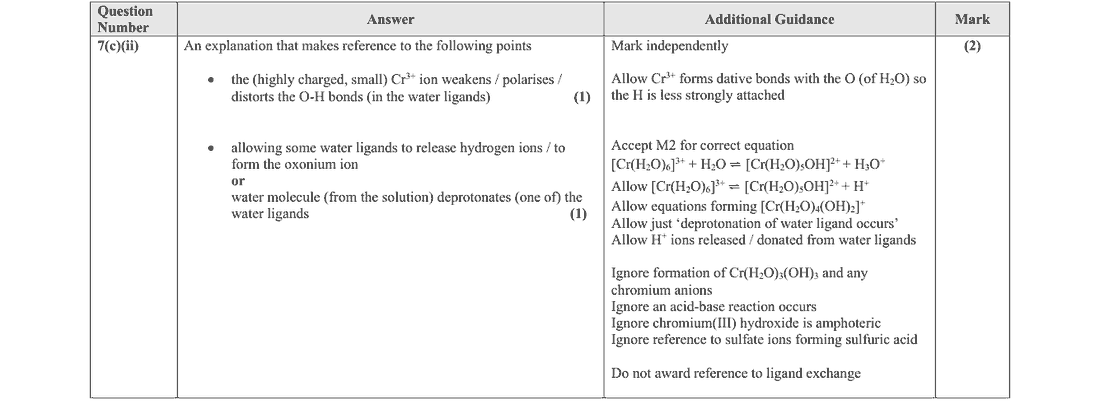 Question Number
Answer
Additional Guidance
Mark
7(c)(ii)
An explanation that makes reference to the following points
• the (highly charged, small) Cr³⁺ ion weakens / polarises /
distorts the O-H bonds (in the water ligands) (1)
• allowing some water ligands to release hydrogen ions / to
form the oxonium ion
or
water molecule (from the solution) deprotonates (one of) the
water ligands (1)
Mark independently
Allow Cr³⁺ forms dative bonds with the O (of H₂O) so
the H is less strongly attached
Accept M2 for correct equation
[Cr(H₂O)₆]³⁺ + H₂O ⇌ [Cr(H₂O)₅OH]²⁺ + H₃O⁺
Allow [Cr(H₂O)₆]³⁺ ⇌ [Cr(H₂O)₅OH]²⁺ + H⁺
Allow equations forming [Cr(H₂O)₄(OH)₂]⁺
Allow just ‘deprotonation of water ligand occurs’
Allow H⁺ ions released / donated from water ligands
Ignore formation of Cr(H₂O)₃(OH)₃ and any
chromium anions
Ignore an acid-base reaction occurs
Ignore chromium(III) hydroxide is amphoteric
Ignore reference to sulfate ions forming sulfuric acid
Do not award reference to ligand exchange
(2)